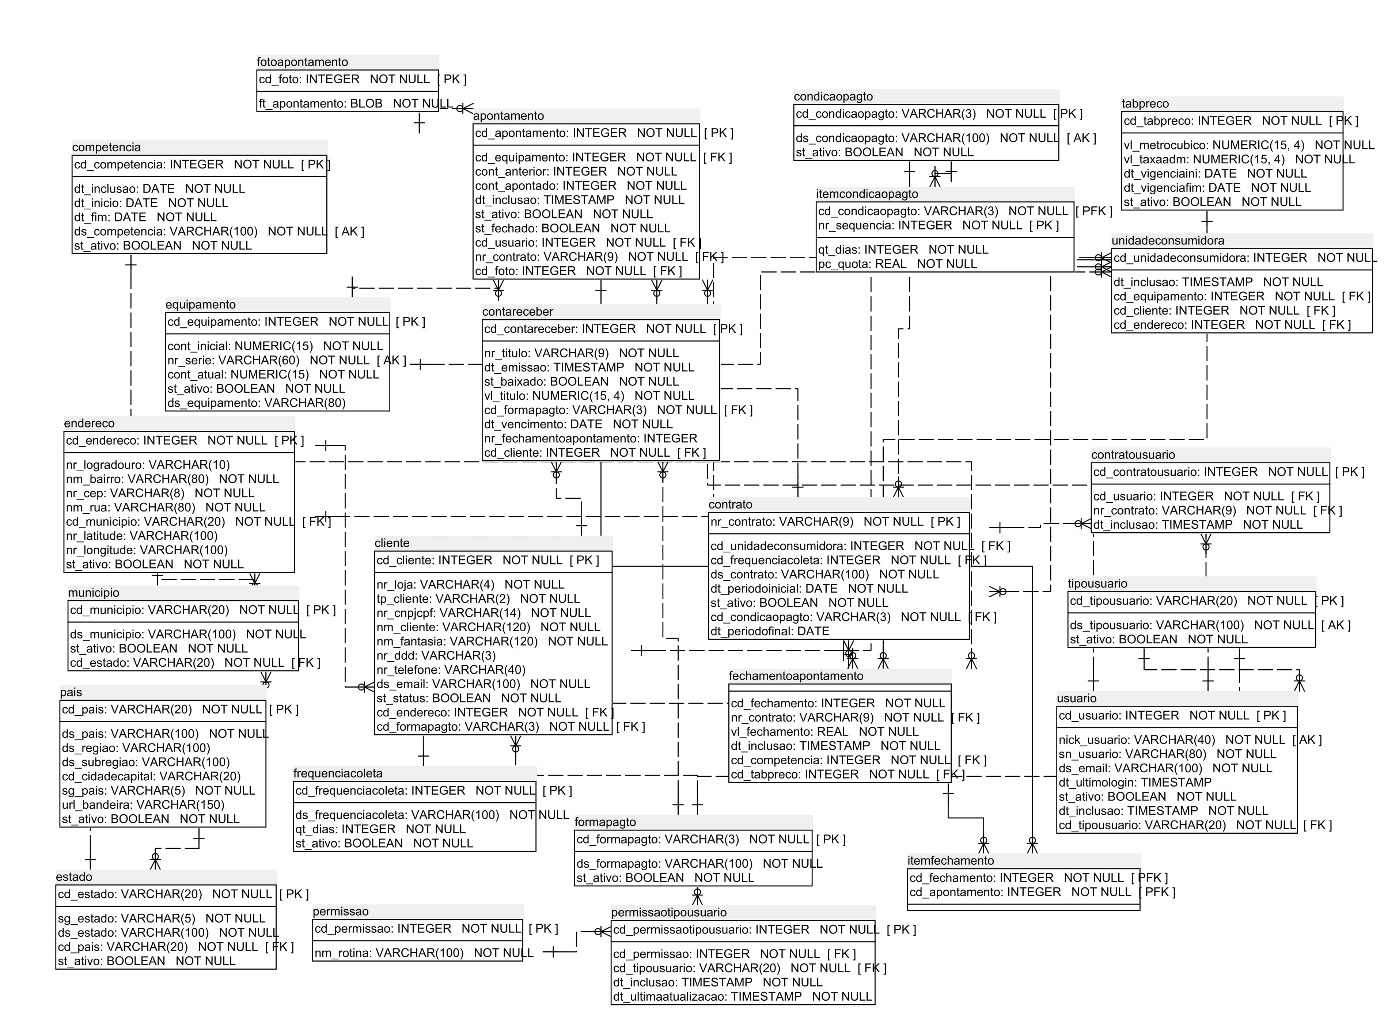 fotoapontamento
cd_foto: INTEGER NOT NULL [ PK ]
ft_apontamento: BLOB NOT NULL
apontamento
cd_apontamento: INTEGER NOT NULL [ PK ]
cd_equipamento: INTEGER NOT NULL [ FK ]
cont_anterior: INTEGER NOT NULL
cont_apontado: INTEGER NOT NULL
dt_inclusao: TIMESTAMP NOT NULL
st_ativo: BOOLEAN NOT NULL
st_fechado: BOOLEAN NOT NULL
cd_usuario: INTEGER NOT NULL [ FK ]
nr_contrato: VARCHAR(9) NOT NULL [ FK ]
cd_foto: INTEGER NOT NULL [ FK ]
condicaopagto
cd_condicaopagto: VARCHAR(3) NOT NULL [ PK ]
ds_condicaopagto: VARCHAR(100) NOT NULL [ AK ]
st_ativo: BOOLEAN NOT NULL
tabpreco
cd_tabpreco: INTEGER NOT NULL [ PK ]
vl_metrocubico: NUMERIC(15, 4) NOT NULL
vl_taxaadm: NUMERIC(15, 4) NOT NULL
dt_vigenciaini: DATE NOT NULL
dt_vigenciafim: DATE NOT NULL
st_ativo: BOOLEAN NOT NULL
competencia
cd_competencia: INTEGER NOT NULL [ PK ]
dt_inclusao: DATE NOT NULL
dt_inicio: DATE NOT NULL
dt_fim: DATE NOT NULL
ds_competencia: VARCHAR(100) NOT NULL [ AK ]
st_ativo: BOOLEAN NOT NULL
itemcondicaopagto
cd_condicaopagto: VARCHAR(3) NOT NULL [ PFK ]
nr_sequencia: INTEGER NOT NULL [ PK ]
qt_dias: INTEGER NOT NULL
pc_quota: REAL NOT NULL
unidadeconsumidora
cd_unidadeconsumidora: INTEGER NOT NULL
dt_inclusao: TIMESTAMP NOT NULL
cd_equipamento: INTEGER NOT NULL [ FK ]
cd_cliente: INTEGER NOT NULL [ FK ]
cd_endereco: INTEGER NOT NULL [ FK ]
equipamento
cd_equipamento: INTEGER NOT NULL [ PK ]
cont_inicial: NUMERIC(15) NOT NULL
nr_serie: VARCHAR(60) NOT NULL [ AK ]
cont_atual: NUMERIC(15) NOT NULL
st_ativo: BOOLEAN NOT NULL
ds_equipamento: VARCHAR(80)
contareceber
cd_contareceber: INTEGER NOT NULL [ PK ]
nr_titulo: VARCHAR(9) NOT NULL
dt_emissao: TIMESTAMP NOT NULL
st_baixado: BOOLEAN NOT NULL
vl_titulo: NUMERIC(15, 4) NOT NULL
cd_formapagto: VARCHAR(3) NOT NULL [ FK ]
dt_vencimento: DATE NOT NULL
nr_fechamentoapontamento: INTEGER
cd_cliente: INTEGER NOT NULL [ FK ]
endereco
cd_endereco: INTEGER NOT NULL [ PK ]
nr_logradouro: VARCHAR(10)
nm_bairro: VARCHAR(80) NOT NULL
nr_cep: VARCHAR(8) NOT NULL
nm_rua: VARCHAR(80) NOT NULL
cd_municipio: VARCHAR(20) NOT NULL [ FK ]
nr_latitude: VARCHAR(100)
nr_longitude: VARCHAR(100)
st_ativo: BOOLEAN NOT NULL
contratousuario
cd_contratousuario: INTEGER NOT NULL [ PK ]
cd_usuario: INTEGER NOT NULL [ FK ]
nr_contrato: VARCHAR(9) NOT NULL [ FK ]
dt_inclusao: TIMESTAMP NOT NULL
contrato
nr_contrato: VARCHAR(9) NOT NULL [ PK ]
cd_unidadeconsumidora: INTEGER NOT NULL [ FK ]
cd_frequenciacoleta: INTEGER NOT NULL [ FK ]
ds_contrato: VARCHAR(100) NOT NULL
dt_periodoinicial: DATE NOT NULL
st_ativo: BOOLEAN NOT NULL
cd_condicaopagto: VARCHAR(3) NOT NULL [ FK ]
dt_periodofinal: DATE
cliente
cd_cliente: INTEGER NOT NULL [ PK ]
nr_loja: VARCHAR(4) NOT NULL
tp_cliente: VARCHAR(2) NOT NULL
nr_cnpjcpf: VARCHAR(14) NOT NULL
nm_cliente: VARCHAR(120) NOT NULL
nm_fantasia: VARCHAR(120) NOT NULL
nr_ddd: VARCHAR(3)
nr_telefone: VARCHAR(40)
ds_email: VARCHAR(100) NOT NULL
st_status: BOOLEAN NOT NULL
cd_endereco: INTEGER NOT NULL [ FK ]
cd_formapagto: VARCHAR(3) NOT NULL [ FK ]
municipio
cd_municipio: VARCHAR(20) NOT NULL [ PK ]
ds_municipio: VARCHAR(100) NOT NULL
st_ativo: BOOLEAN NOT NULL
cd_estado: VARCHAR(20) NOT NULL [ FK ]
tipousuario
cd_tipousuario: VARCHAR(20) NOT NULL [ PK ]
ds_tipousuario: VARCHAR(100) NOT NULL [ AK ]
st_ativo: BOOLEAN NOT NULL
pais
cd_pais: VARCHAR(20) NOT NULL [ PK ]
ds_pais: VARCHAR(100) NOT NULL
ds_regiao: VARCHAR(100)
ds_subregiao: VARCHAR(100)
cd_cidadecapital: VARCHAR(20)
sg_pais: VARCHAR(5) NOT NULL
url_bandeira: VARCHAR(150)
st_ativo: BOOLEAN NOT NULL
fechamentoapontamento
cd_fechamento: INTEGER NOT NULL
nr_contrato: VARCHAR(9) NOT NULL [ FK ]
vl_fechamento: REAL NOT NULL
dt_inclusao: TIMESTAMP NOT NULL
cd_competencia: INTEGER NOT NULL [ FK ]
cd_tabpreco: INTEGER NOT NULL [ FK ]
usuario
cd_usuario: INTEGER NOT NULL [ PK ]
nick_usuario: VARCHAR(40) NOT NULL [ AK ]
sn_usuario: VARCHAR(80) NOT NULL
ds_email: VARCHAR(100) NOT NULL
dt_ultimologin: TIMESTAMP
st_ativo: BOOLEAN NOT NULL
dt_inclusao: TIMESTAMP NOT NULL
cd_tipousuario: VARCHAR(20) NOT NULL [ FK ]
frequenciacoleta
cd_frequenciacoleta: INTEGER NOT NULL [ PK ]
ds_frequenciacoleta: VARCHAR(100) NOT NULL
qt_dias: INTEGER NOT NULL
st_ativo: BOOLEAN NOT NULL
formapagto
cd_formapagto: VARCHAR(3) NOT NULL [ PK ]
ds_formapagto: VARCHAR(100) NOT NULL
st_ativo: BOOLEAN NOT NULL
itemfechamento
cd_fechamento: INTEGER NOT NULL [ PFK ]
cd_apontamento: INTEGER NOT NULL [ PFK ]
estado
cd_estado: VARCHAR(20) NOT NULL [ PK ]
sg_estado: VARCHAR(5) NOT NULL
ds_estado: VARCHAR(100) NOT NULL
cd_pais: VARCHAR(20) NOT NULL [ FK ]
st_ativo: BOOLEAN NOT NULL
permissao
cd_permissao: INTEGER NOT NULL [ PK ]
nm_rotina: VARCHAR(100) NOT NULL
permissaotipousuario
cd_permissaotipousuario: INTEGER NOT NULL [ PK ]
cd_permissao: INTEGER NOT NULL [ FK ]
cd_tipousuario: VARCHAR(20) NOT NULL [ FK ]
dt_inclusao: TIMESTAMP NOT NULL
dt_ultimaatualizacao: TIMESTAMP NOT NULL